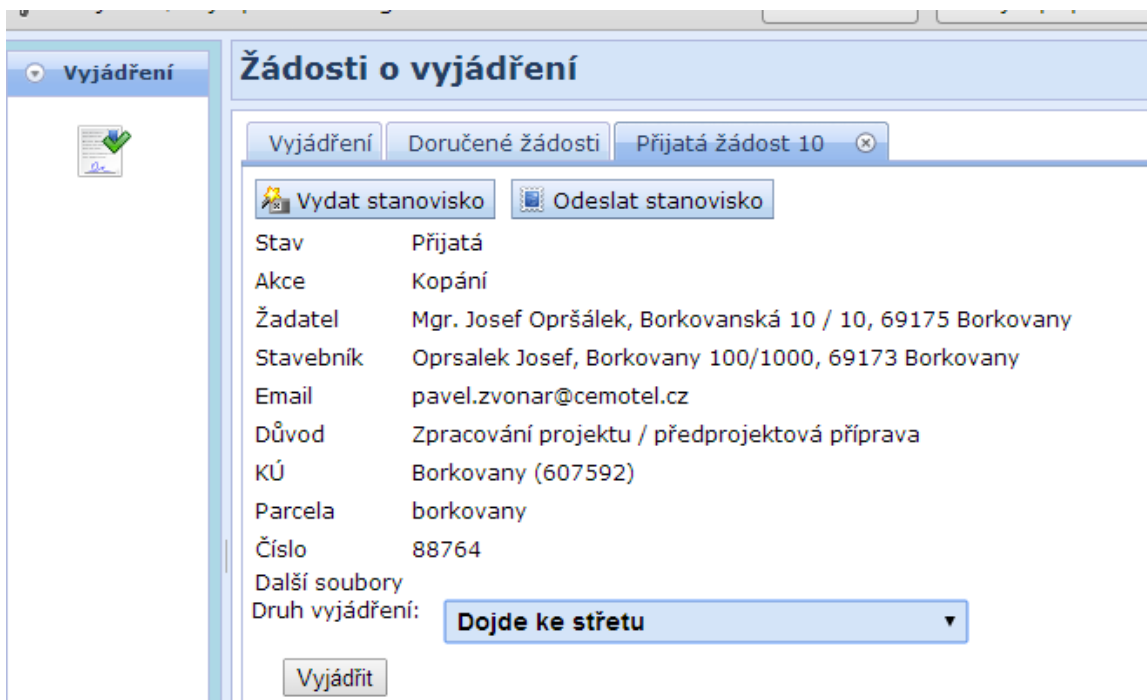 Vyjádření
Žádosti o vyjádření
Vyjádření Doručené žádosti Přijatá žádost 10
Vydat stanovisko Odeslat stanovisko
Stav Přijatá
Akce Kopání
Žadatel Mgr. Josef Opršálek, Borkovanská 10 / 10, 69175 Borkovany
Stavebník Oprsalek Josef, Borkovany 100/1000, 69173 Borkovany
Email pavel.zvonar@cemotel.cz
Důvod Zpracování projektu / předprojektová příprava
KÚ Borkovany (607592)
Parcela borkovany
Číslo 88764
Další soubory
Druh vyjádření: Dojde ke střetu
Vyjádřit